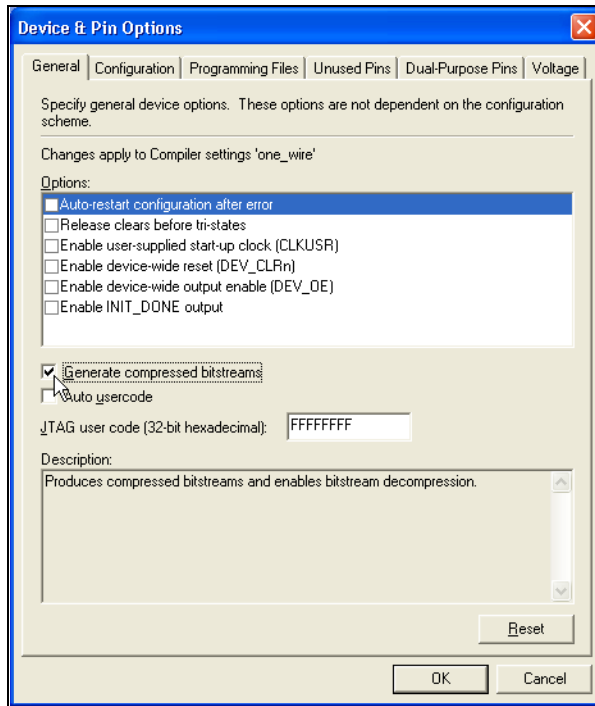 Device & Pin Options
General Configuration Programming Files Unused Pins Dual-Purpose Pins Voltage
Specify general device options. These options are not dependent on the configuration
scheme.
Changes apply to Compiler settings 'one_wire'
Options:
Auto-restart configuration after error
Release clears before tri-states
Enable user-supplied start-up clock (CLKUSR)
Enable device-wide reset (DEV_CLRn)
Enable device-wide output enable (DEV_OE)
Enable INIT_DONE output
Generate compressed bitstreams
Auto usercode
JTAG user code (32-bit hexadecimal): FFFFFFFF
Description:
Produces compressed bitstreams and enables bitstream decompression.
Reset
OK Cancel